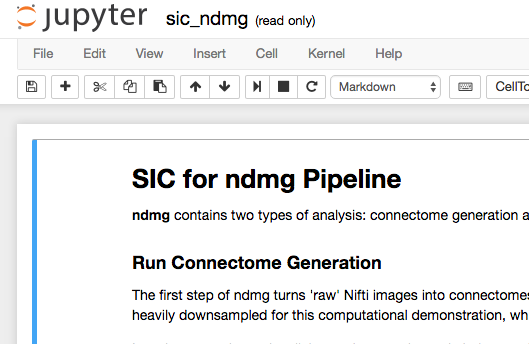 jupyter sic_ndmg (read only)
File Edit View Insert Cell Kernel Help
Markdown CellTo
SIC for ndmg Pipeline
ndmg contains two types of analysis: connectome generation a
Run Connectome Generation
The first step of ndmg turns 'raw' Nifti images into connectomes
heavily downsampled for this computational demonstration, wh